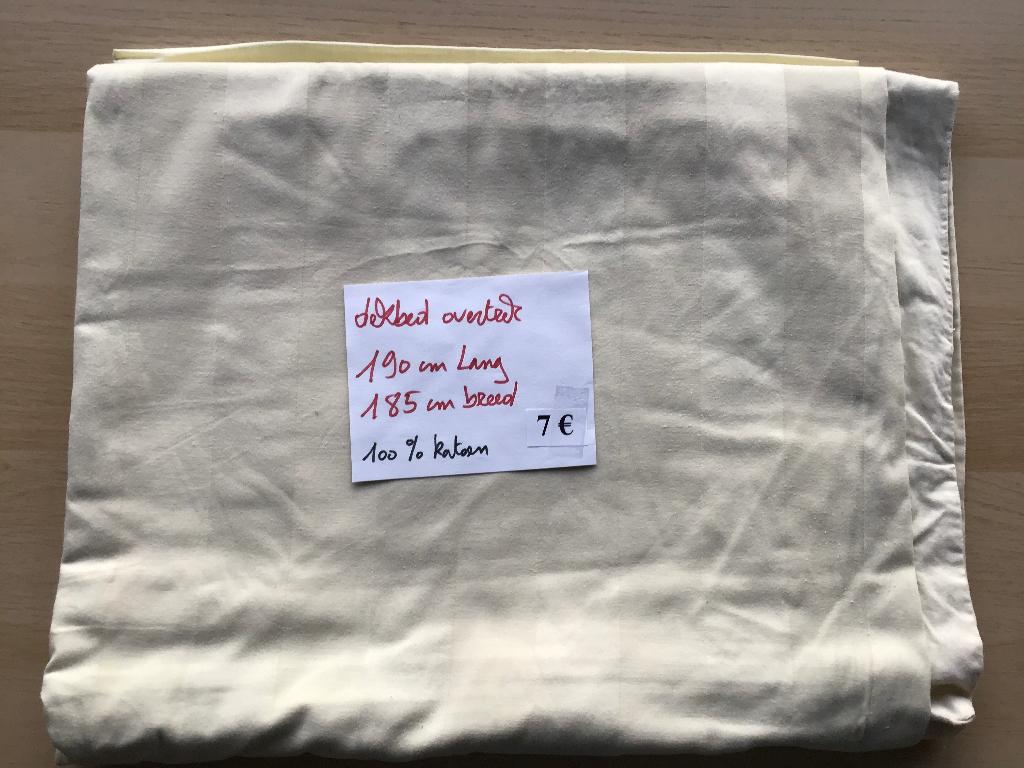 dekbed overtrek
190 cm Lang
185 cm breed
100 % katoen
7 €